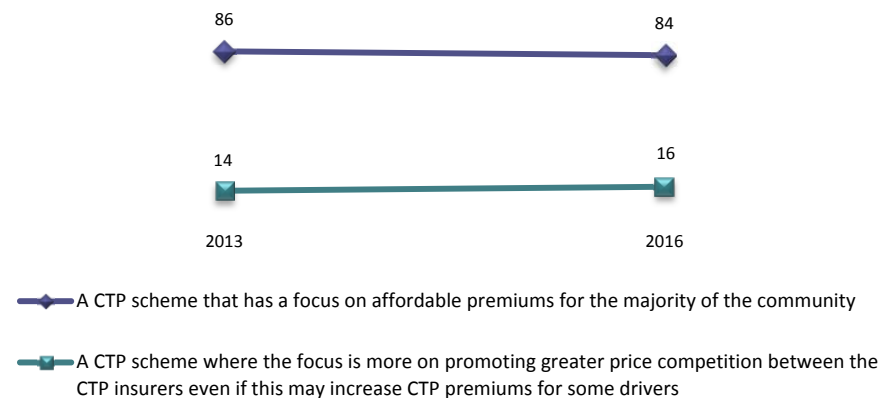 86
84
14
16
2013
2016
A CTP scheme that has a focus on affordable premiums for the majority of the community
A CTP scheme where the focus is more on promoting greater price competition between the
CTP insurers even if this may increase CTP premiums for some drivers